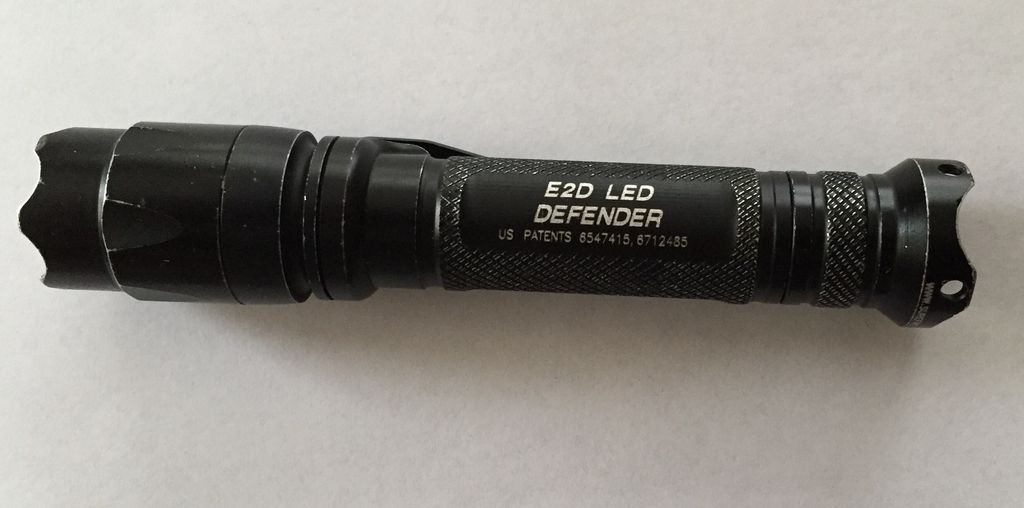 E2D LED
DEFENDER
US PATENTS 6547415, 6712485